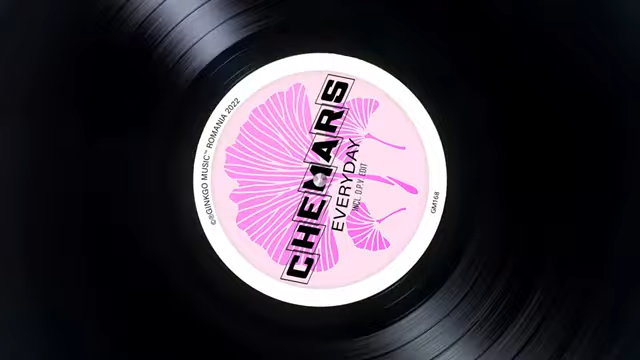 ©®GINKGO MUSIC™ ROMANIA 2022
CHEMARS
EVERYDAY
INCL. D.P.V. EDIT
GM168